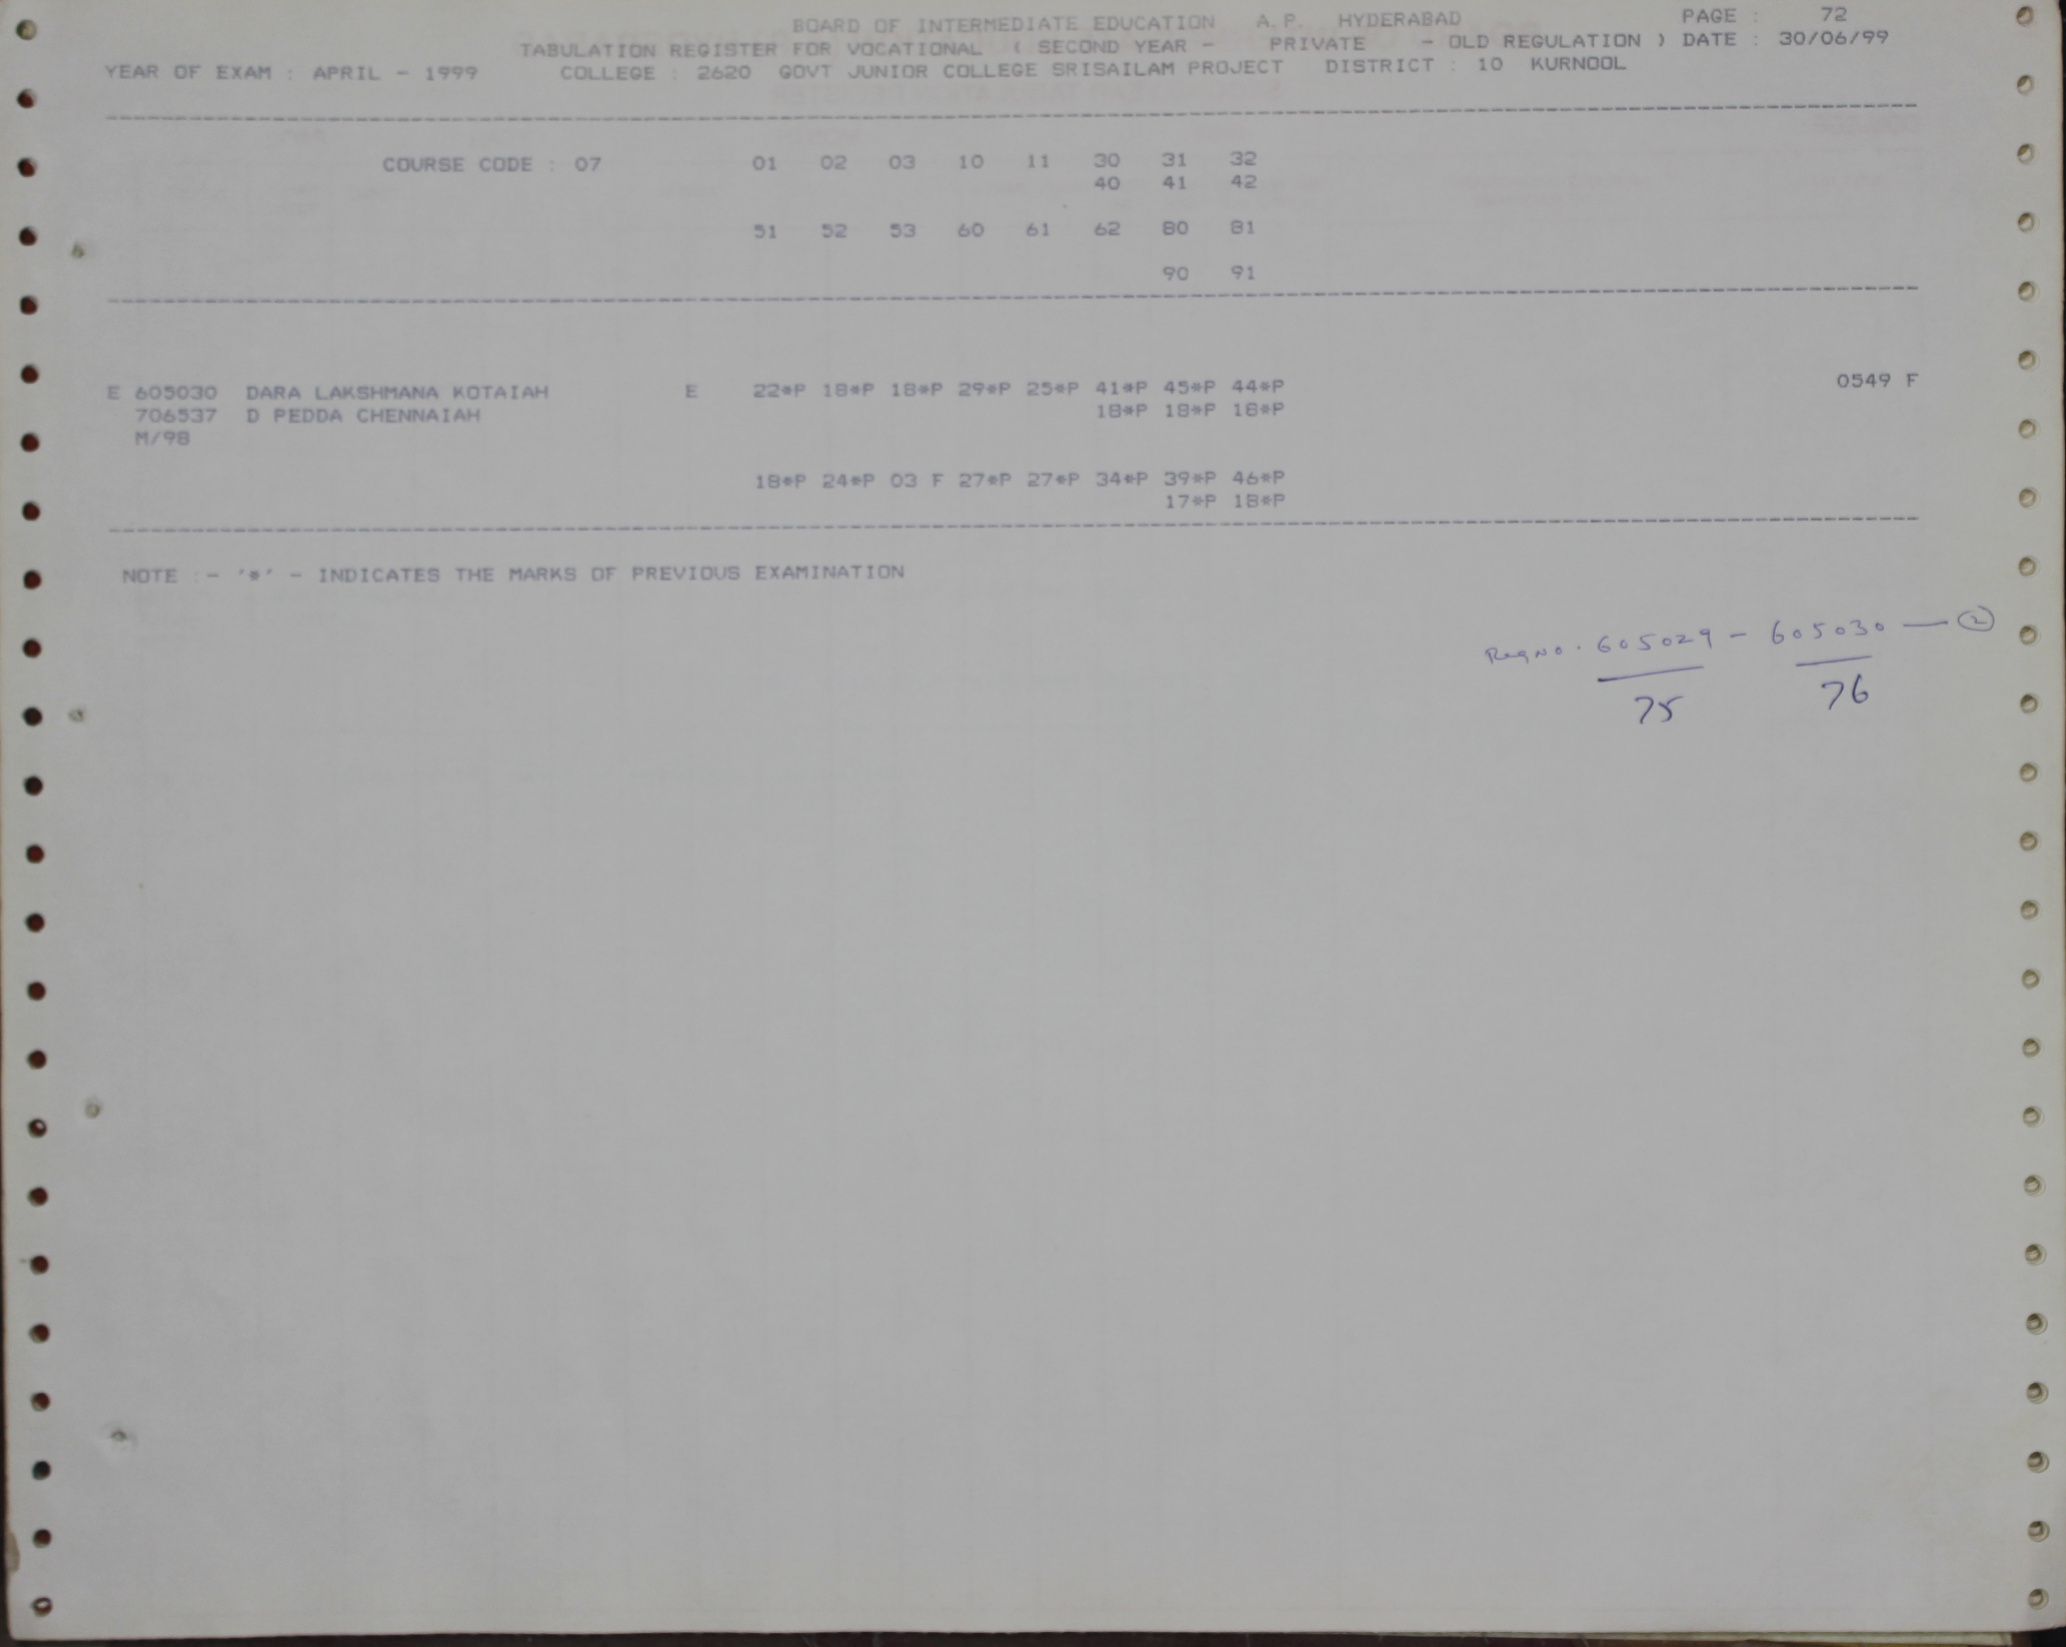 BOARD OF INTERMEDIATE EDUCATION A.P. HYDERABAD PAGE : 72
TABULATION REGISTER FOR VOCATIONAL ( SECOND YEAR - PRIVATE - OLD REGULATION ) DATE : 30/06/99
YEAR OF EXAM : APRIL - 1999 COLLEGE : 2620 GOVT JUNIOR COLLEGE SRISAILAM PROJECT DISTRICT : 10 KURNOOL
COURSE CODE : 07 01 02 03 10 11 30 31 32
40 41 42
51 52 53 60 61 62 80 81
90 91
E 605030 DARA LAKSHMANA KOTAIAH E 22*P 18*P 18*P 29*P 25*P 41*P 45*P 44*P 0549 F
706537 D PEDDA CHENNAIAH 18*P 18*P 18*P
M/98
18*P 24*P 03 F 27*P 27*P 34*P 39*P 46*P
17*P 18*P
NOTE :- '*' - INDICATES THE MARKS OF PREVIOUS EXAMINATION
Regno. 605029 - 605030 — 2
75 76